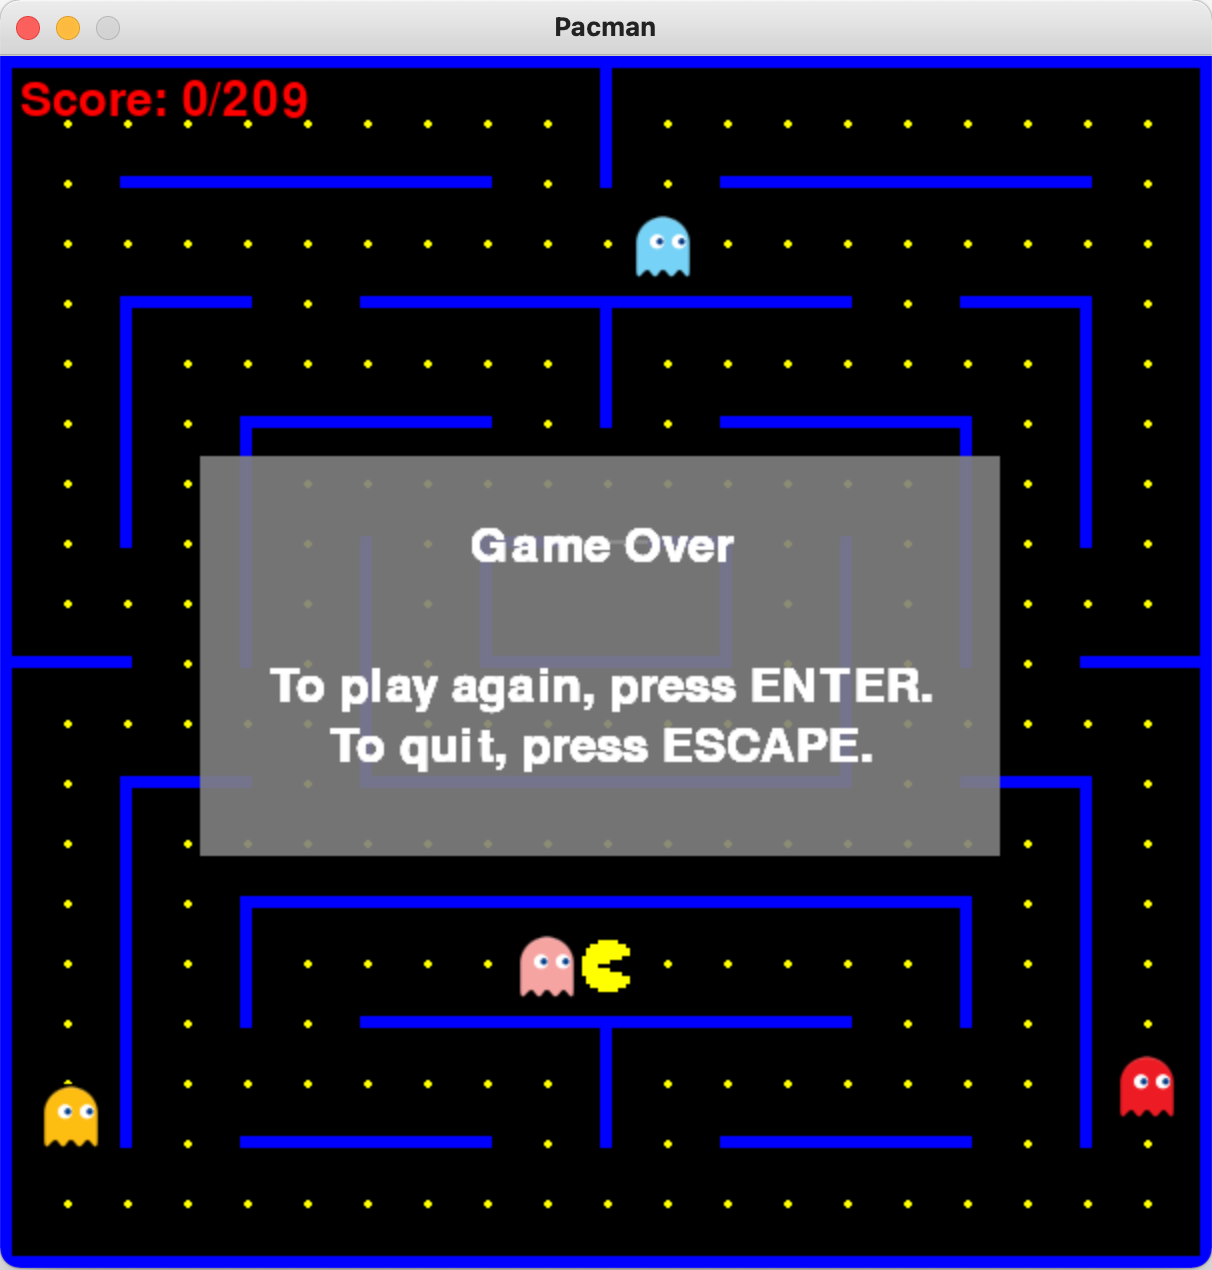 Pacman
Score: 0/209
Game Over
To play again, press ENTER.
To quit, press ESCAPE.